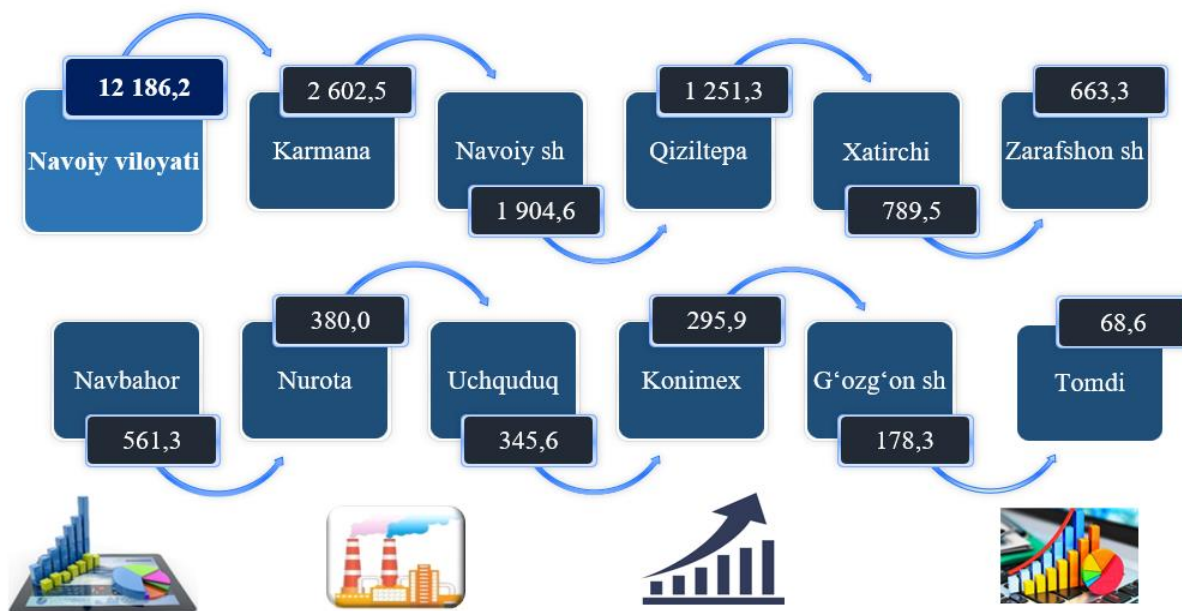 12 186,2
Navoiy viloyati
2 602,5
Karmana
Navoiy sh
1 904,6
1 251,3
Qiziltepa
Xatirchi
789,5
663,3
Zarafshon sh
Navbahor
561,3
380,0
Nurota
Uchquduq
345,6
295,9
Konimex
G‘ozg‘on sh
178,3
68,6
Tomdi